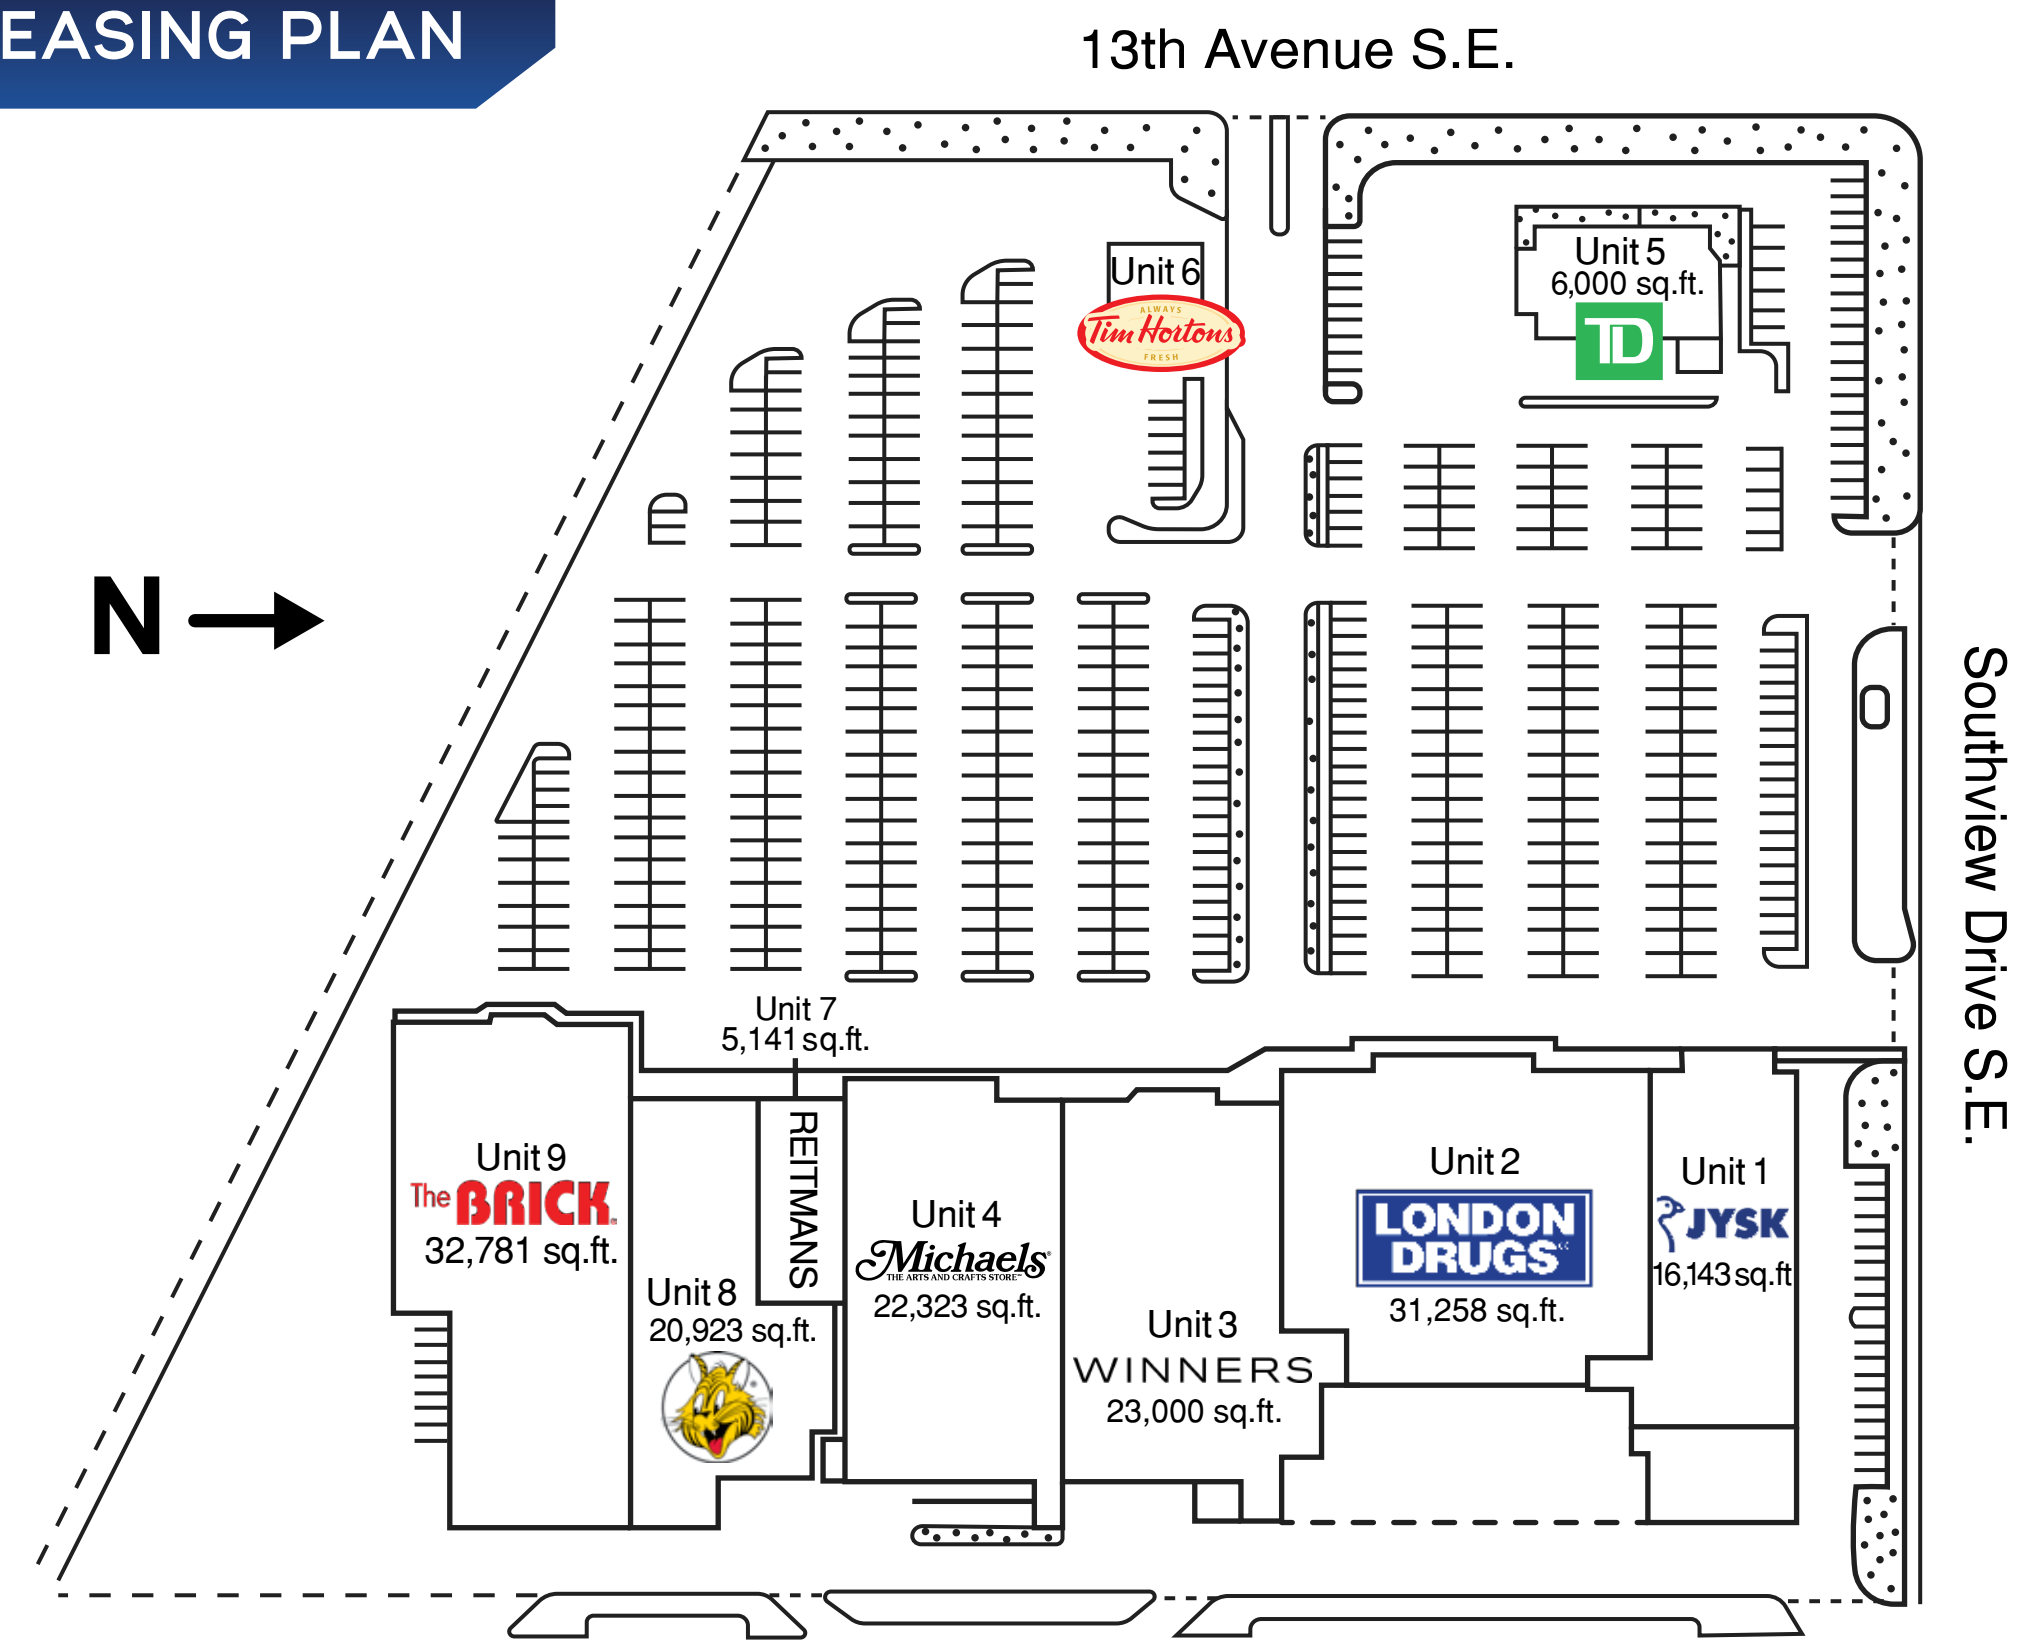 EASING PLAN
13th Avenue S.E.
Unit 5
6,000 sq.ft.
TD
Unit 6
ALWAYS
Tim Hortons
FRESH
N
Southview Drive S.E.
Unit 7
5,141 sq.ft.
REITMANS
Unit 9
The BRICK
32,781 sq.ft.
Unit 8
20,923 sq.ft.
Unit 4
Michaels
THE ARTS AND CRAFTS STORE
22,323 sq.ft.
Unit 3
WINNERS
23,000 sq.ft.
Unit 2
LONDON
DRUGS
31,258 sq.ft.
Unit 1
JYSK
16,143 sq.ft